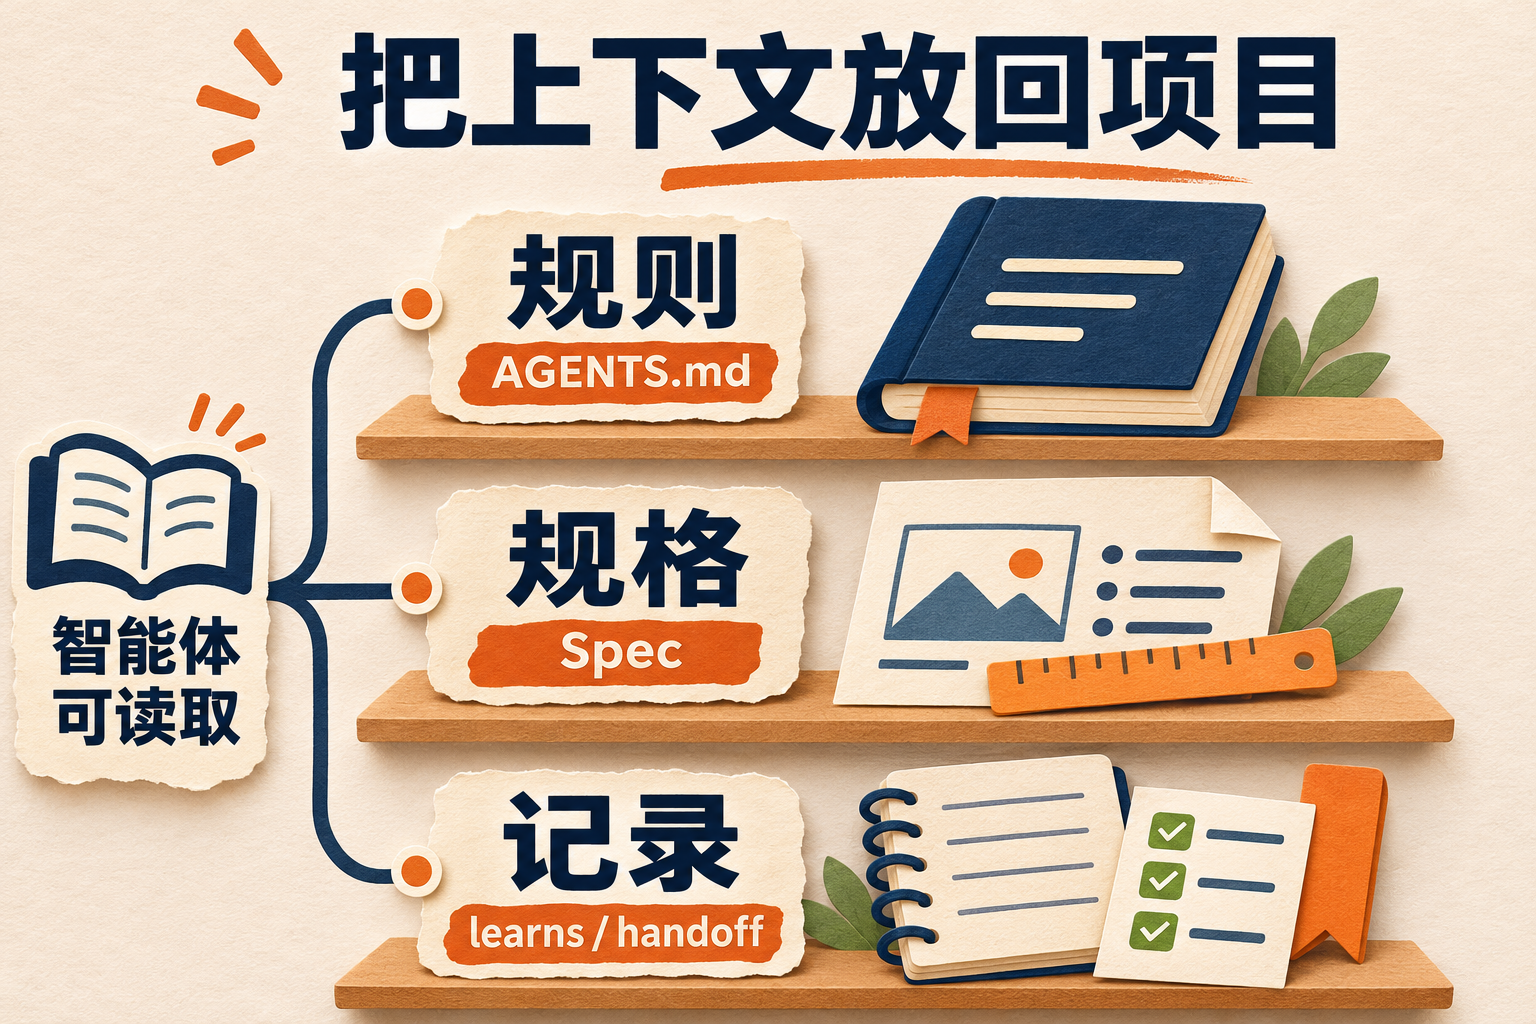 把上下文放回项目
规则
AGENTS.md
智能体
可读取
规格
Spec
记录
learns / handoff